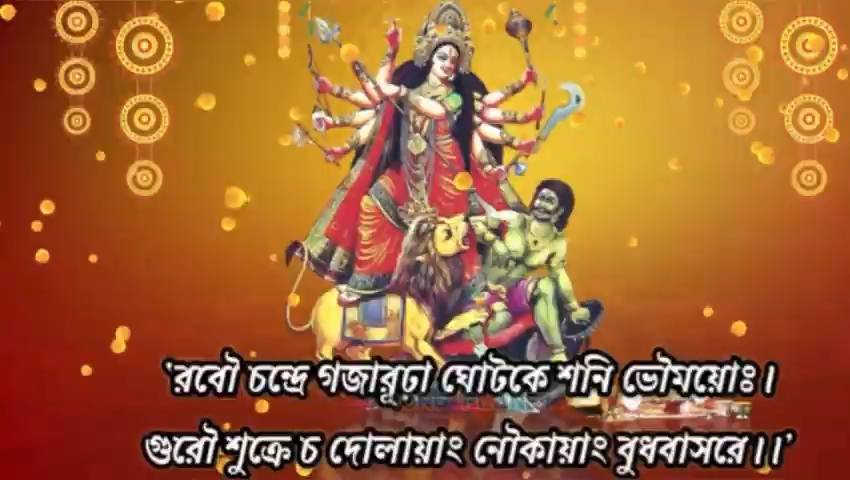 ‘রবৌ চন্দ্রে গজারূঢা ঘোটকে শনি ভৌময়োঃ।
গুরৌ শুক্রে চ দোলায়াং নৌকায়াং বুধবাসরে।।’